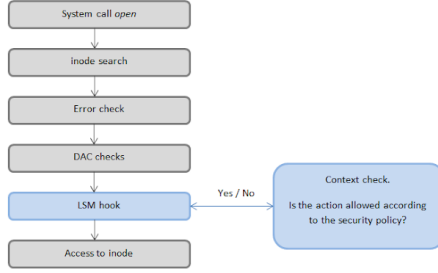 System call open
inode search
Error check
DAC checks
LSM hook
Yes / No
Context check.
Is the action allowed according
to the security policy?
Access to inode